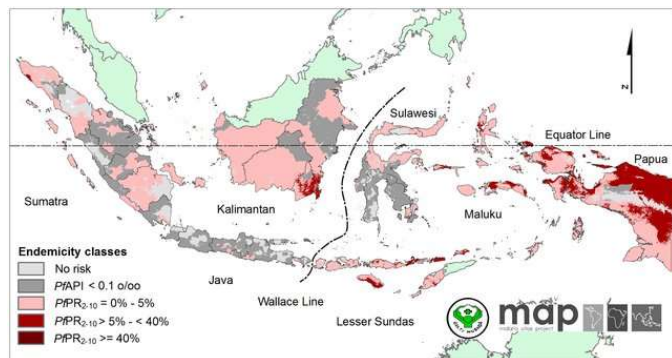 Sulawesi
Equator Line
Papua
Sumatra
Kalimantan
Maluku
Java
Wallace Line
Lesser Sundas
Endemicity classes
No risk
PfAPI < 0.1 o/oo
PfPR2-10 = 0% - 5%
PfPR2-10 > 5% - < 40%
PfPR2-10 >= 40%
map
malaria atlas project
N